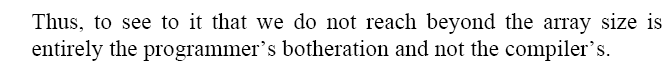 Thus, to see to it that we do not reach beyond the array size is
entirely the programmer’s botheration and not the compiler’s.